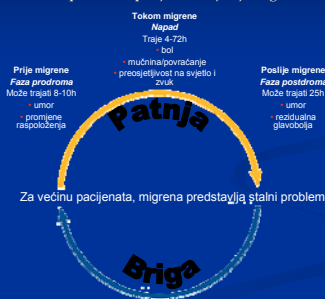 Tokom migrene
Napad
Traje 4-72h
• bol
• mučnina/povraćanje
• preosjetljivost na svjetlo i
zvuk
Prije migrene
Faza prodroma
Može trajati 8-10h
• umor
• promjene
raspoloženja
Poslije migrene
Faza postdroma
Može trajati 25h
• umor
• rezidualna
glavobolja
Patnja
Za većinu pacijenata, migrena predstavlja stalni problem
Briga